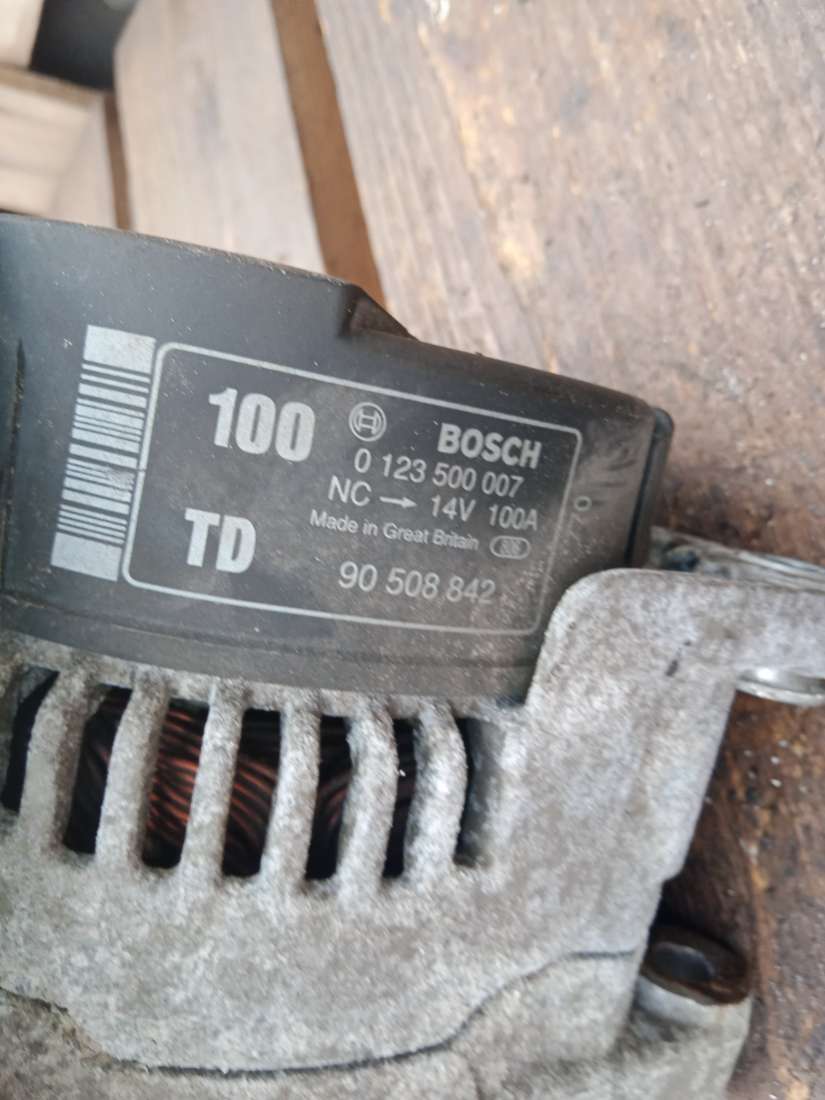 100
BOSCH
0 123 500 007
NC → 14V 100A
Made in Great Britain
TD
90 508 842